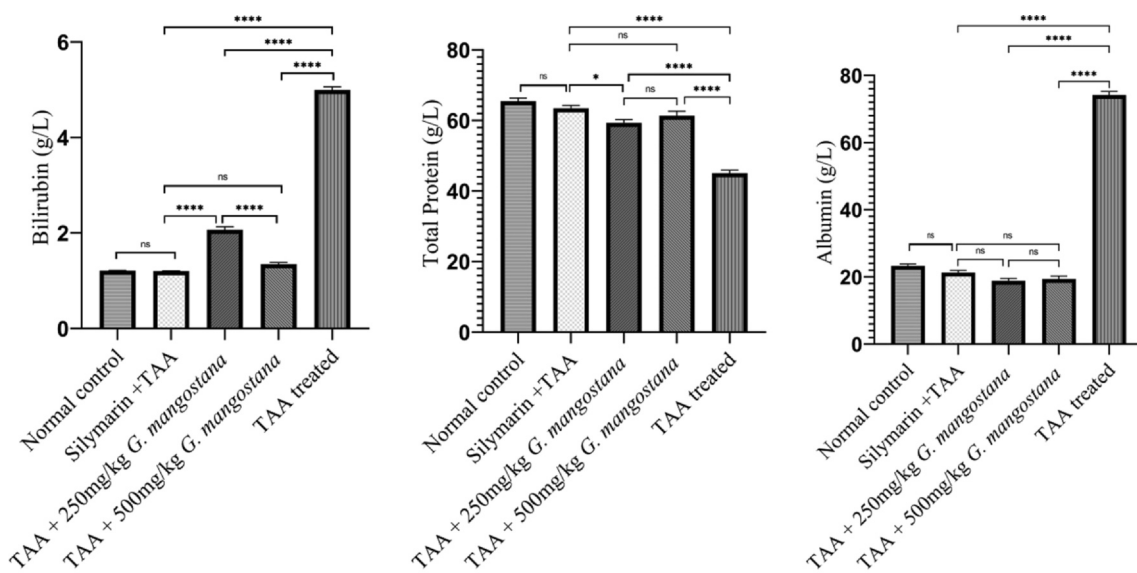 Bilirubin (g/L)
6
4
2
0
****
****
****
ns
****
****
ns
Normal control
Silymarin +TAA
TAA + 250mg/kg G. mangostana
TAA + 500mg/kg G. mangostana
TAA treated
Total Protein (g/L)
80
60
40
20
0
****
ns
****
ns
*
ns
****
Normal control
Silymarin +TAA
TAA + 250mg/kg G. mangostana
TAA + 500mg/kg G. mangostana
TAA treated
Albumin (g/L)
80
60
40
20
0
****
****
****
ns
ns
ns
ns
Normal control
Silymarin +TAA
TAA + 250mg/kg G. mangostana
TAA + 500mg/kg G. mangostana
TAA treated